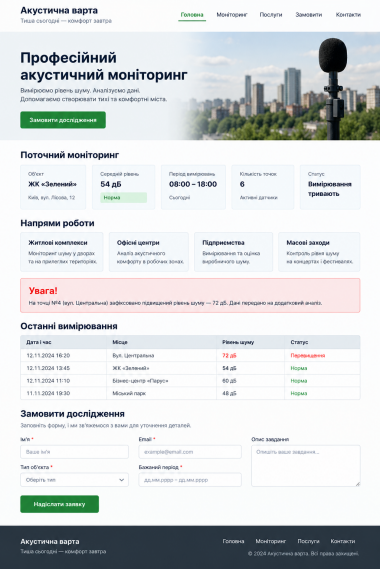 Акустична варта
Тиша сьогодні — комфорт завтра
Головна Моніторинг Послуги Замовити Контакти
Професійний
акустичний моніторинг
Вимірюємо рівень шуму. Аналізуємо дані.
Допомагаємо створювати тихі та комфортні міста.
Замовити дослідження
Поточний моніторинг
Об'єкт
ЖК «Зелений»
Київ, вул. Лісова, 12
Середній рівень
54 дБ
Норма
Період вимірювань
08:00 – 18:00
Сьогодні
Кількість точок
6
Активні датчики
Статус
Вимірювання
тривають
Напрями роботи
Житлові комплекси
Моніторинг шуму у дворах
та на прилеглих територіях.
Офісні центри
Аналіз акустичного
комфорту в робочих зонах.
Підприємства
Вимірювання та оцінка
виробничого шуму.
Масові заходи
Контроль рівня шуму
на концертах і фестивалях.
Увага!
На точці №4 (вул. Центральна) зафіксовано підвищений рівень шуму — 72 дБ. Дані передано на додатковий аналіз.
Останні вимірювання
Дата і час Місце Рівень шуму Статус
12.11.2024 16:20 Вул. Центральна 72 дБ Перевищення
12.11.2024 13:45 ЖК «Зелений» 54 дБ Норма
12.11.2024 11:10 Бізнес-центр «Парус» 60 дБ Норма
11.11.2024 19:30 Міський парк 48 дБ Норма
Замовити дослідження
Заповніть форму, і ми зв'яжемося з вами для уточнення деталей.
Ім'я *
Ваше ім'я
Email *
example@email.com
Опис завдання
Опишіть ваше завдання...
Тип об'єкта *
Оберіть тип
Бажаний період *
дд.мм.рррр – дд.мм.рррр
Надіслати заявку
Акустична варта
Тиша сьогодні — комфорт завтра
Головна Моніторинг Послуги Контакти
© 2024 Акустична варта. Всі права захищені.